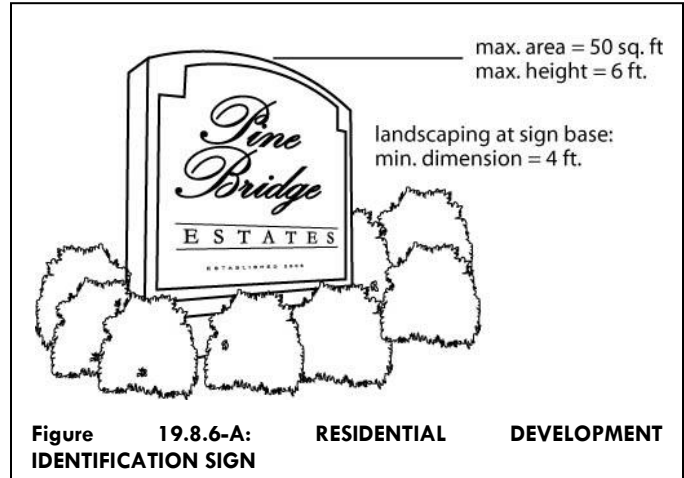 max. area = 50 sq. ft
max. height = 6 ft.
Pine
Bridge
landscaping at sign base:
min. dimension = 4 ft.
ESTATES
ESTABLISHED
Figure 19.8.6-A: RESIDENTIAL DEVELOPMENT
IDENTIFICATION SIGN